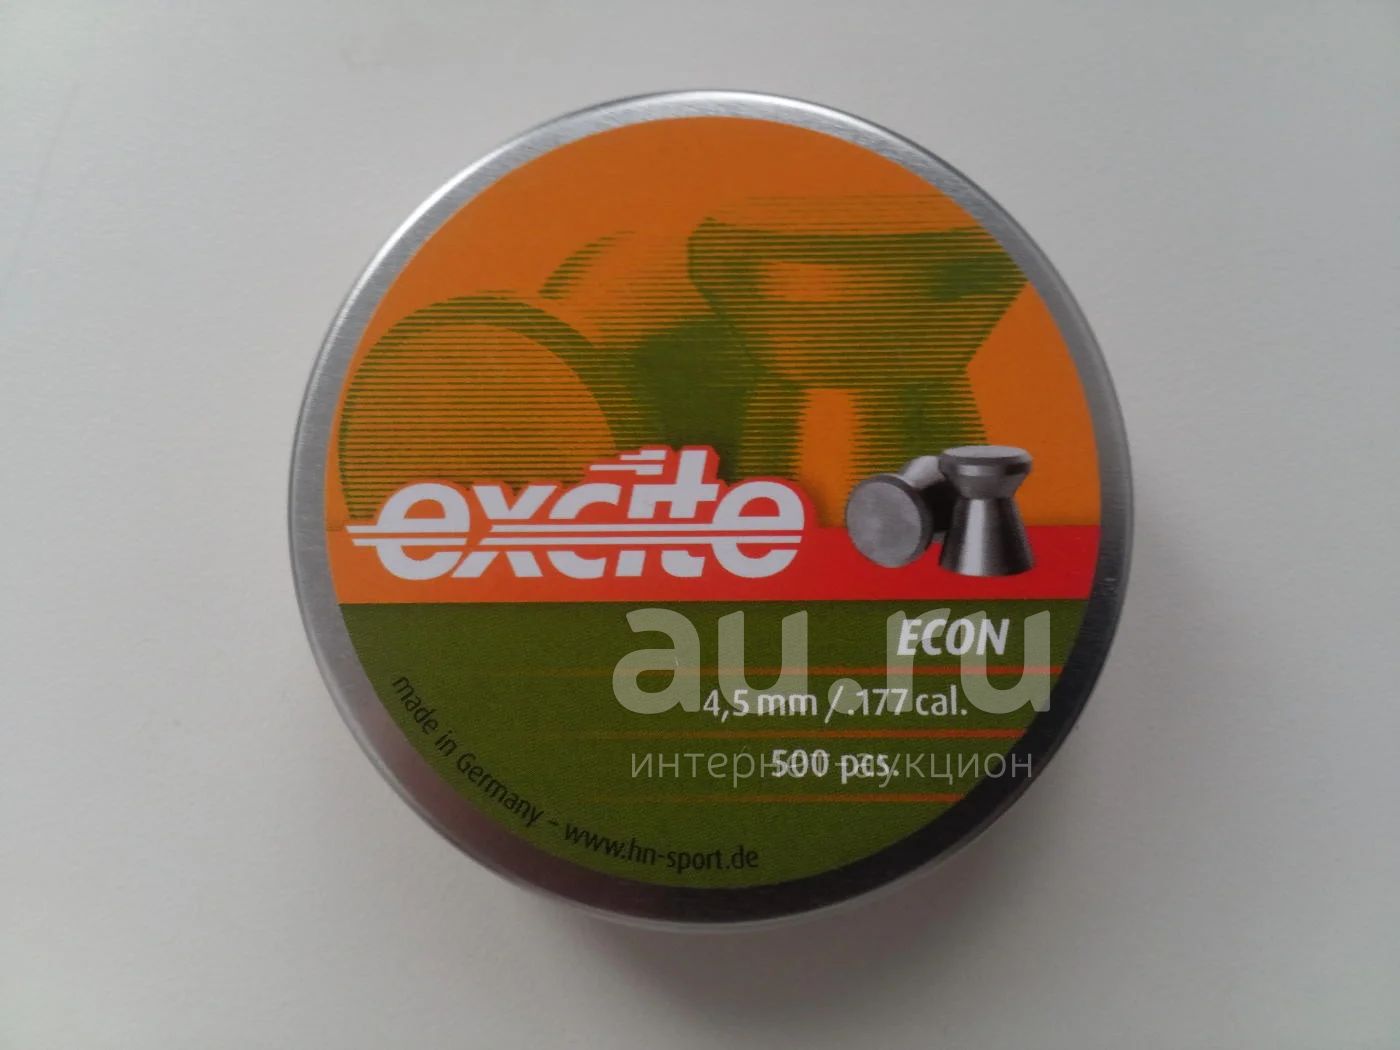 excite
ECON
au.ru
4,5 mm / .177 cal.
500 pcs.
интернет-аукцион
made in Germany – www.hn-sport.de